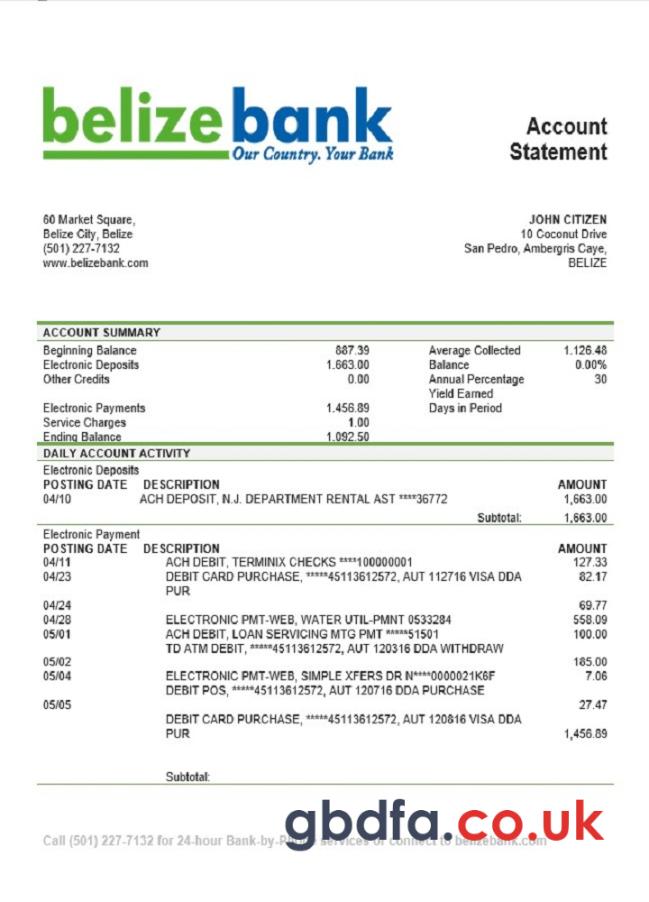 belizebank
Our Country. Your Bank
Account
Statement
60 Market Square,
Belize City, Belize
(501) 227-7132
www.belizebank.com
JOHN CITIZEN
10 Coconut Drive
San Pedro, Ambergris Caye,
BELIZE
ACCOUNT SUMMARY
Beginning Balance 887.39 Average Collected 1.126.48
Electronic Deposits 1.663.00 Balance 0.00%
Other Credits 0.00 Annual Percentage 30
Yield Earned
Electronic Payments 1.456.89 Days in Period
Service Charges 1.00
Ending Balance 1.092.50
DAILY ACCOUNT ACTIVITY
Electronic Deposits
POSTING DATE DESCRIPTION AMOUNT
04/10 ACH DEPOSIT, N.J. DEPARTMENT RENTAL AST ****36772 1,663.00
Subtotal: 1,663.00
Electronic Payment
POSTING DATE DESCRIPTION AMOUNT
04/11 ACH DEBIT, TERMINIX CHECKS ****100000001 127.33
04/23 DEBIT CARD PURCHASE, *****45113612572, AUT 112716 VISA DDA 82.17
PUR
04/24 69.77
04/28 ELECTRONIC PMT-WEB, WATER UTIL-PMNT 0533284 558.09
05/01 ACH DEBIT, LOAN SERVICING MTG PMT *****51501 100.00
TD ATM DEBIT, *****45113612572, AUT 120316 DDA WITHDRAW
05/02 185.00
05/04 ELECTRONIC PMT-WEB, SIMPLE XFERS DR N****0000021K6F 7.06
DEBIT POS, *****45113612572, AUT 120716 DDA PURCHASE
05/05 27.47
DEBIT CARD PURCHASE, *****45113612572, AUT 120816 VISA DDA
PUR 1,456.89
Subtotal:
gbdfa.co.uk
Call (501) 227-7132 for 24-hour Bank-by-Phone services or connect to belizebank.com